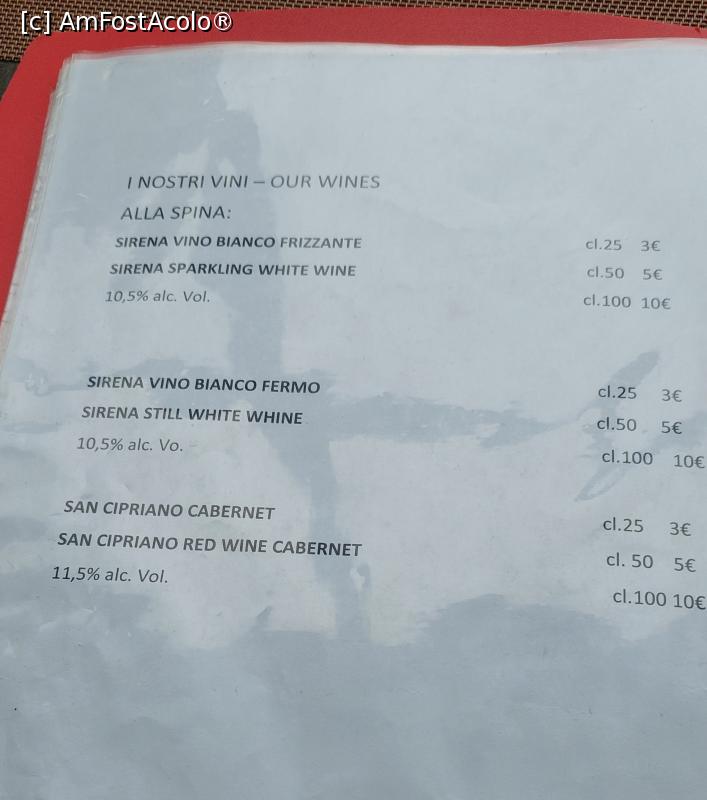 [c] AmFostAcolo®
I NOSTRI VINI – OUR WINES
ALLA SPINA:
SIRENA VINO BIANCO FRIZZANTE cl.25 3€
SIRENA SPARKLING WHITE WINE cl.50 5€
10,5% alc. Vol. cl.100 10€
SIRENA VINO BIANCO FERMO cl.25 3€
SIRENA STILL WHITE WHINE cl.50 5€
10,5% alc. Vo. cl.100 10€
SAN CIPRIANO CABERNET cl.25 3€
SAN CIPRIANO RED WINE CABERNET cl. 50 5€
11,5% alc. Vol. cl.100 10€